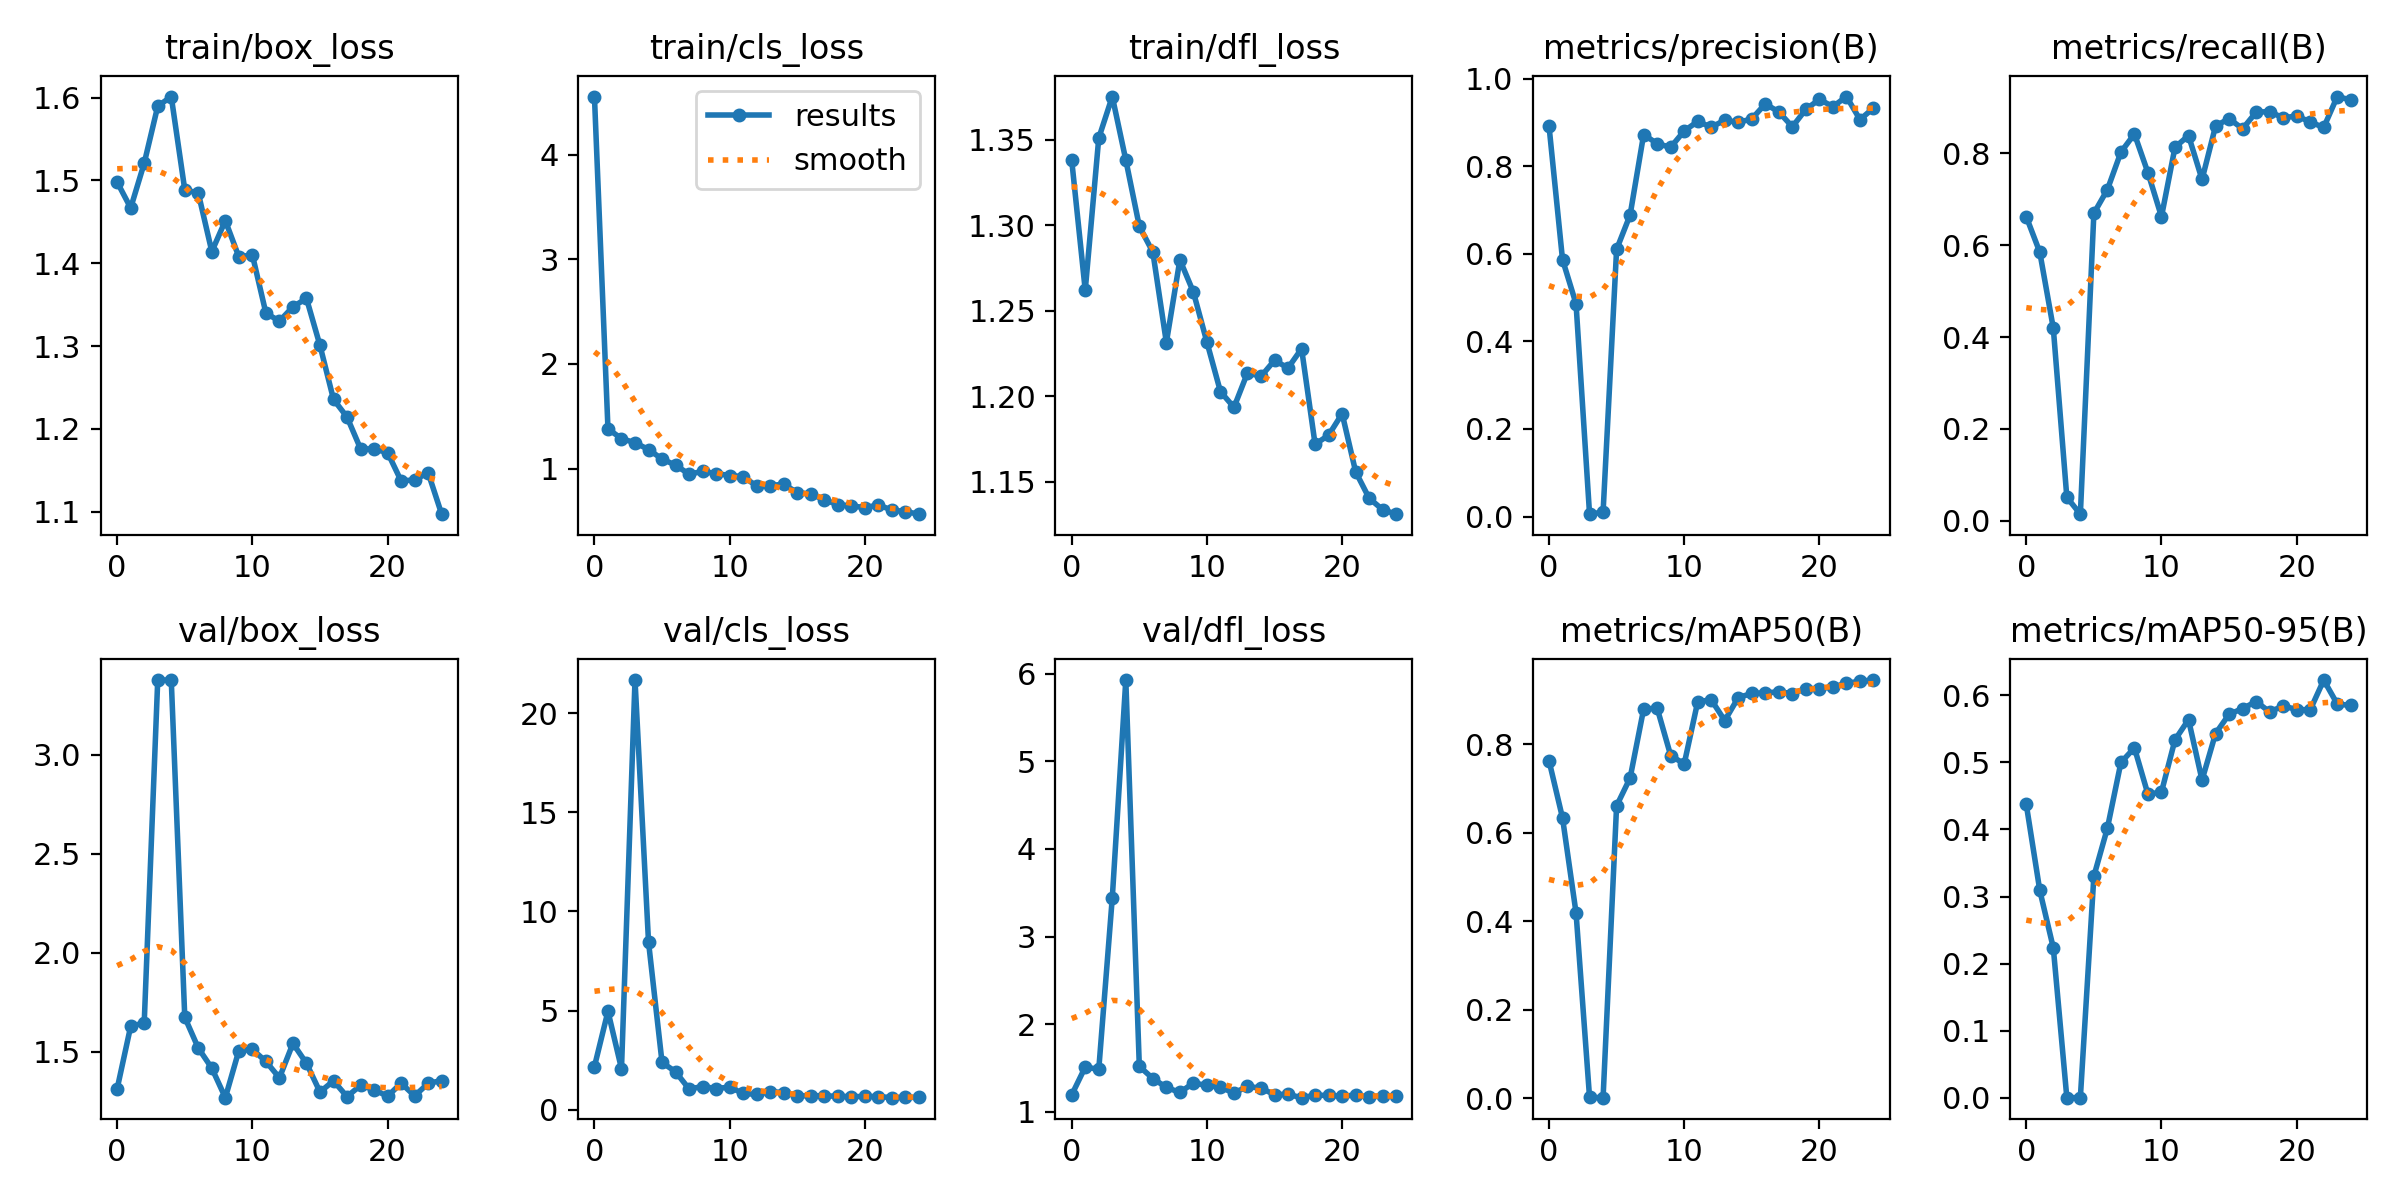 train/box_loss
1.6
1.5
1.4
1.3
1.2
1.1
0 10 20
train/cls_loss
results
smooth
4
3
2
1
0 10 20
train/dfl_loss
1.35
1.30
1.25
1.20
1.15
0 10 20
metrics/precision(B)
1.0
0.8
0.6
0.4
0.2
0.0
0 10 20
metrics/recall(B)
0.8
0.6
0.4
0.2
0.0
0 10 20
val/box_loss
3.0
2.5
2.0
1.5
0 10 20
val/cls_loss
20
15
10
5
0
0 10 20
val/dfl_loss
6
5
4
3
2
1
0 10 20
metrics/mAP50(B)
0.8
0.6
0.4
0.2
0.0
0 10 20
metrics/mAP50-95(B)
0.6
0.5
0.4
0.3
0.2
0.1
0.0
0 10 20